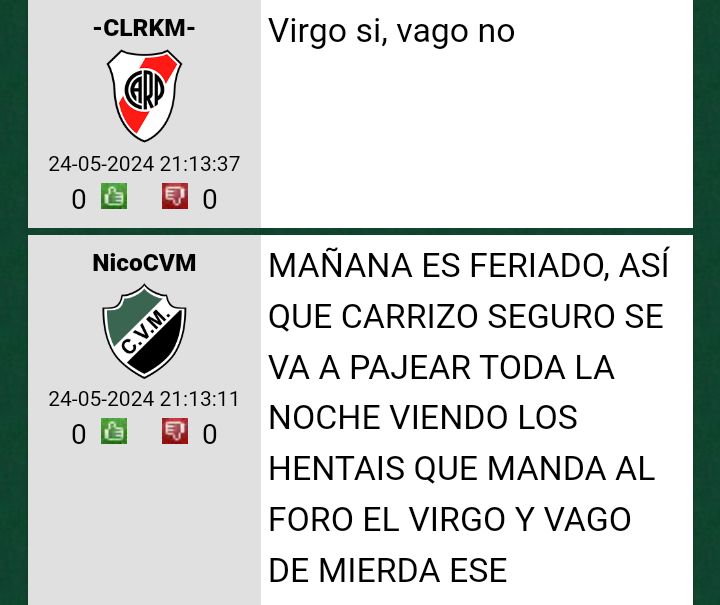 -CLRKM-
CARP
24-05-2024 21:13:37
0 0
Virgo si, vago no
NicoCVM
C.V.M.
24-05-2024 21:13:11
0 0
MAÑANA ES FERIADO, ASÍ
QUE CARRIZO SEGURO SE
VA A PAJEAR TODA LA
NOCHE VIENDO LOS
HENTAIS QUE MANDA AL
FORO EL VIRGO Y VAGO
DE MIERDA ESE